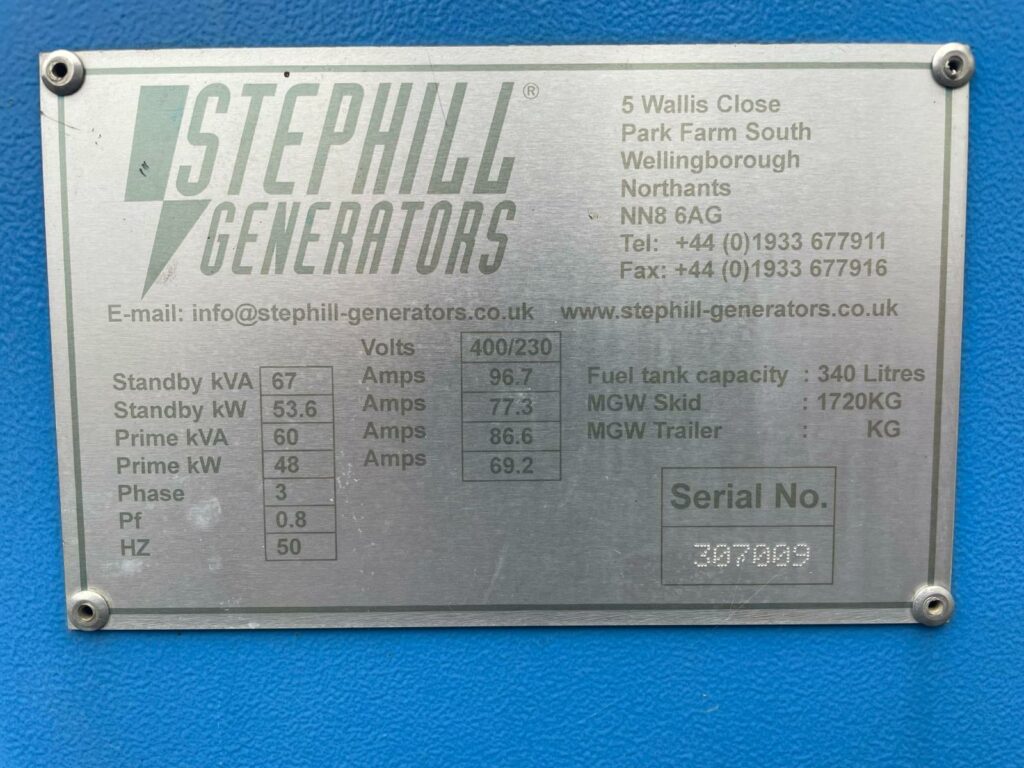 STEPHILL®
GENERATORS
5 Wallis Close
Park Farm South
Wellingborough
Northants
NN8 6AG
Tel: +44 (0)1933 677911
Fax: +44 (0)1933 677916
E-mail: info@stephill-generators.co.uk www.stephill-generators.co.uk
Volts 400/230
Standby kVA 67 Amps 96.7
Standby kW 53.6 Amps 77.3
Prime kVA 60 Amps 86.6
Prime kW 48 Amps 69.2
Phase 3
Pf 0.8
HZ 50
Fuel tank capacity : 340 Litres
MGW Skid : 1720KG
MGW Trailer : KG
Serial No.
307009